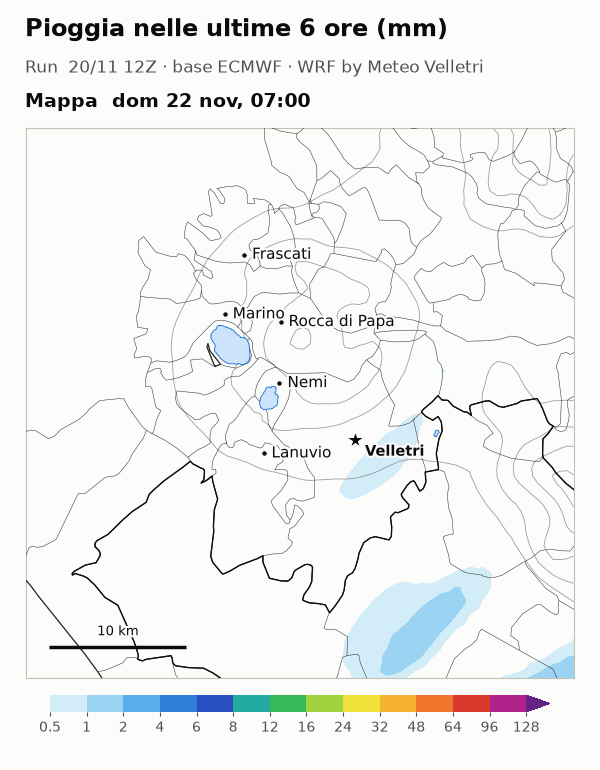 Pioggia nelle ultime 6 ore (mm)
Run  20/11 12Z · base ECMWF · WRF by Meteo Velletri
Mappa  dom 22 nov, 07:00
Frascati
Marino
Rocca di Papa
Nemi
Velletri
Lanuvio
10 km
0.5 1 2 4 6 8 12 16 24 32 48 64 96 128